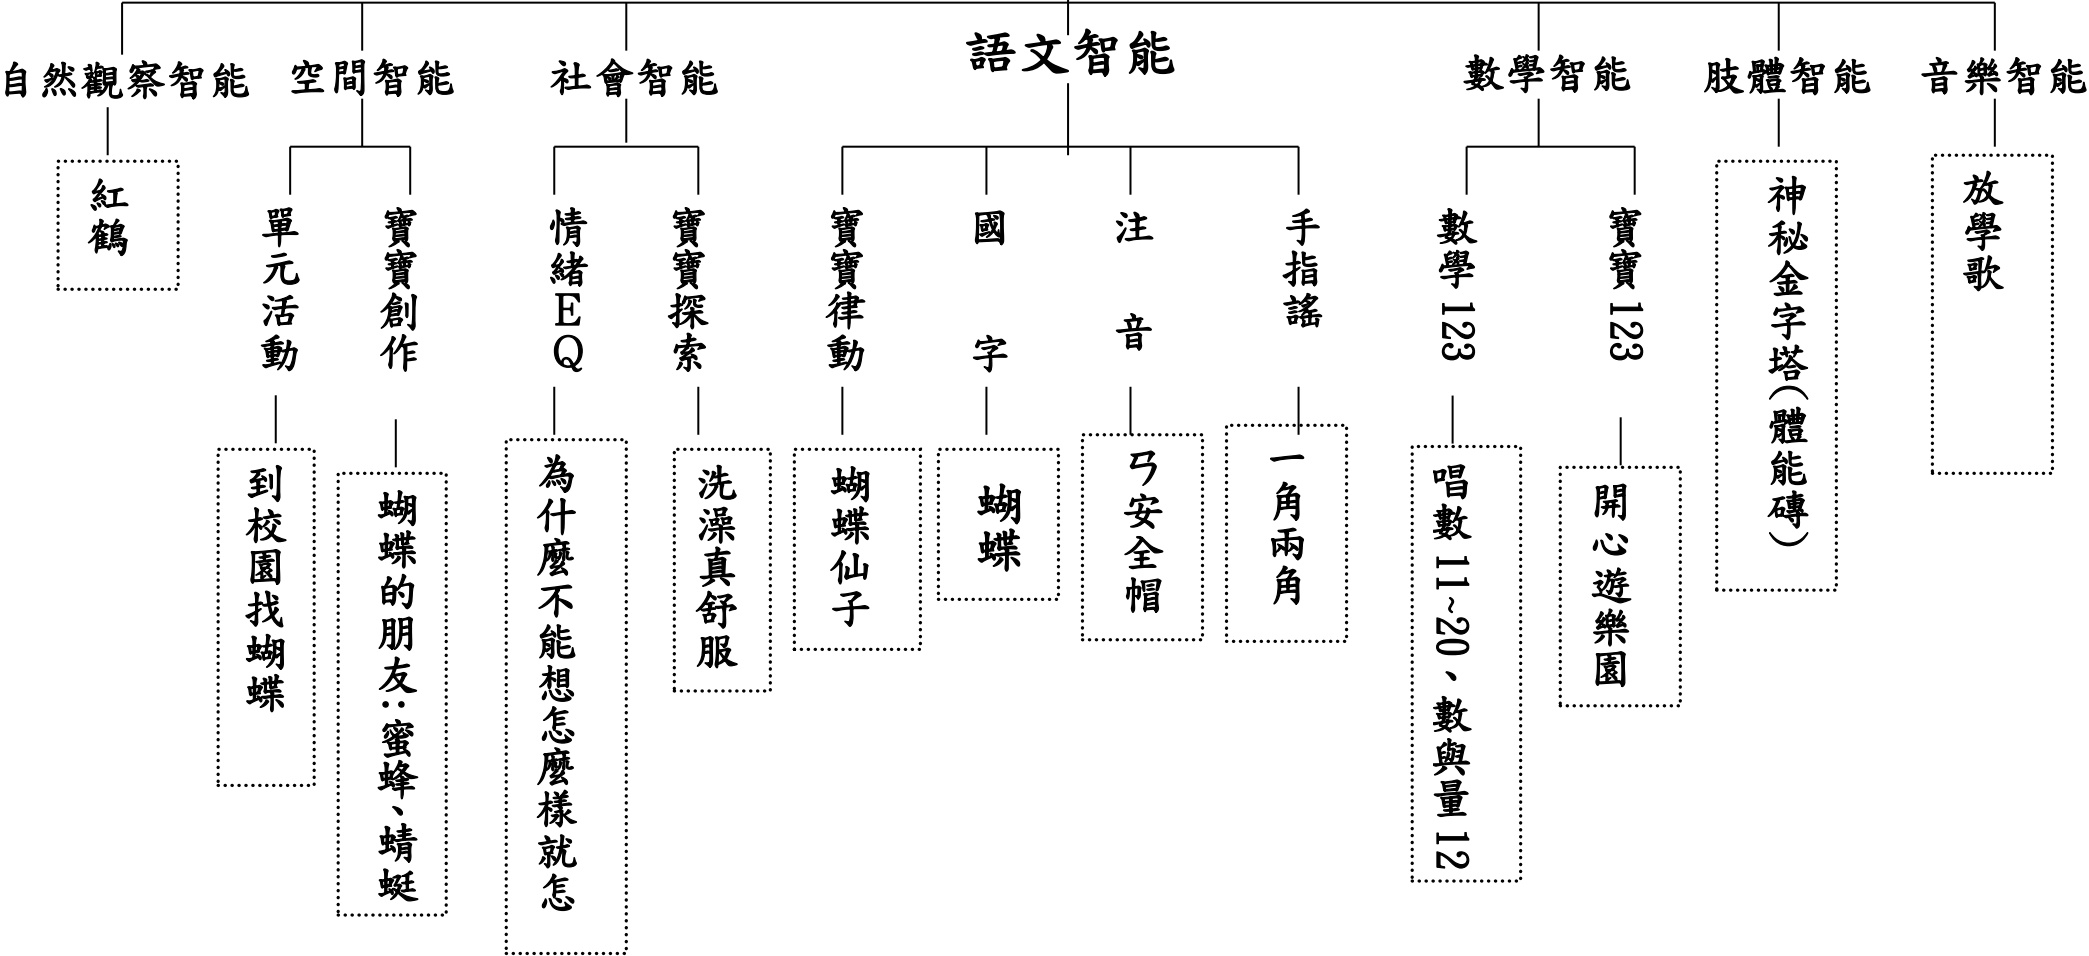 自然觀察智能
空間智能
社會智能
語文智能
數學智能
肢體智能
音樂智能
紅鶴
單元活動
寶寶創作
情緒EQ
寶寶探索
寶寶律動
國字
注音
手指謠
數學123
寶寶123
神秘金字塔(體能磚)
放學歌
到校園找蝴蝶
蝴蝶的朋友:蜜蜂、蜻蜓
為什麼不能想怎麼樣就怎
洗澡真舒服
蝴蝶仙子
蝴蝶
ㄢ安全帽
一角兩角
唱數11~20、數與量12
開心遊樂園